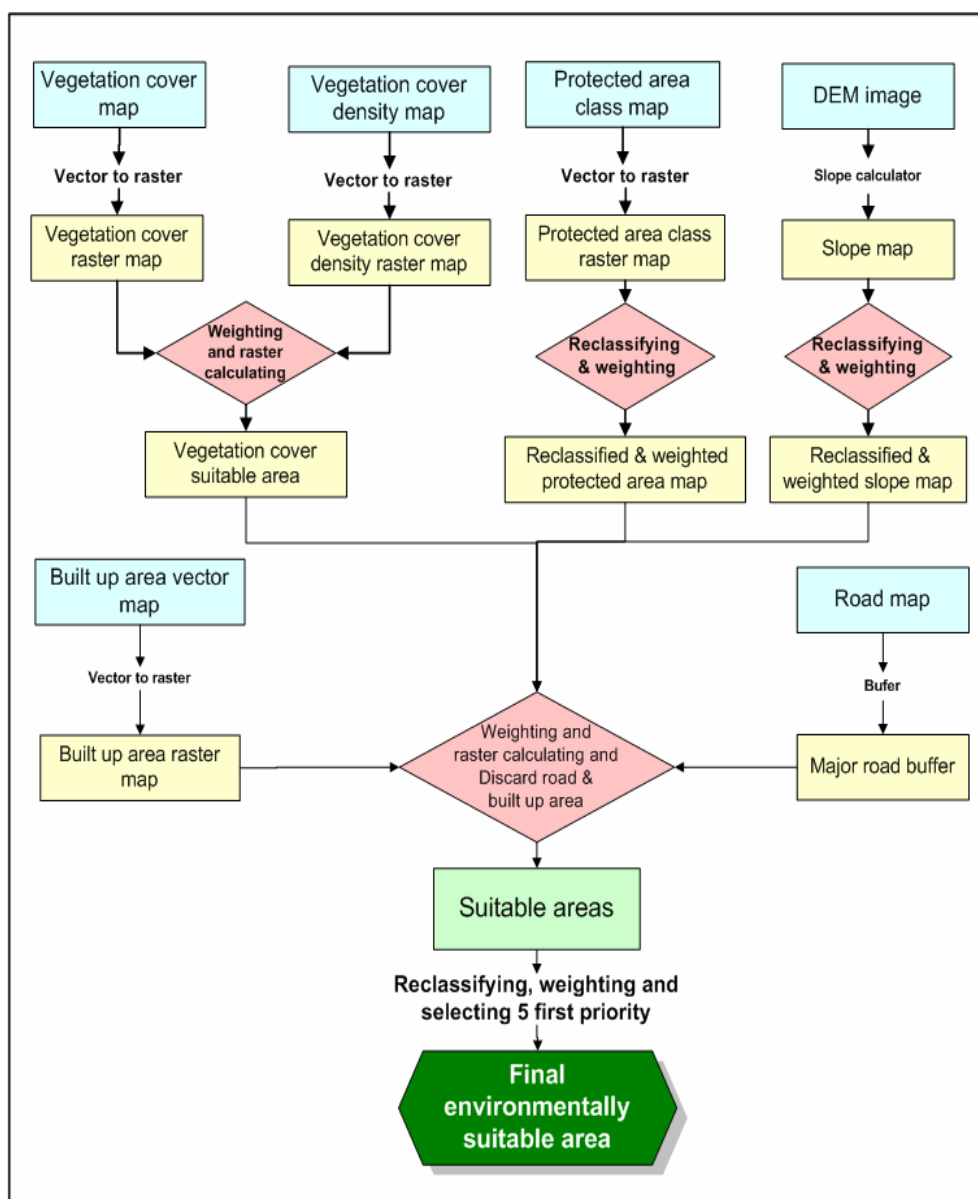 Vegetation cover
map
Vegetation cover
density map
Protected area
class map
DEM image
Vector to raster
Vector to raster
Vector to raster
Slope calculator
Vegetation cover
raster map
Vegetation cover
density raster map
Protected area class
raster map
Slope map
Weighting
and raster
calculating
Reclassifying
& weighting
Reclassifying
& weighting
Vegetation cover
suitable area
Reclassified & weighted
protected area map
Reclassified &
weighted slope map
Built up area vector
map
Road map
Vector to raster
Bufer
Built up area raster
map
Weighting and
raster calculating and
Discard road &
built up area
Major road buffer
Suitable areas
Reclassifying, weighting and
selecting 5 first priority
Final
environmentally
suitable area